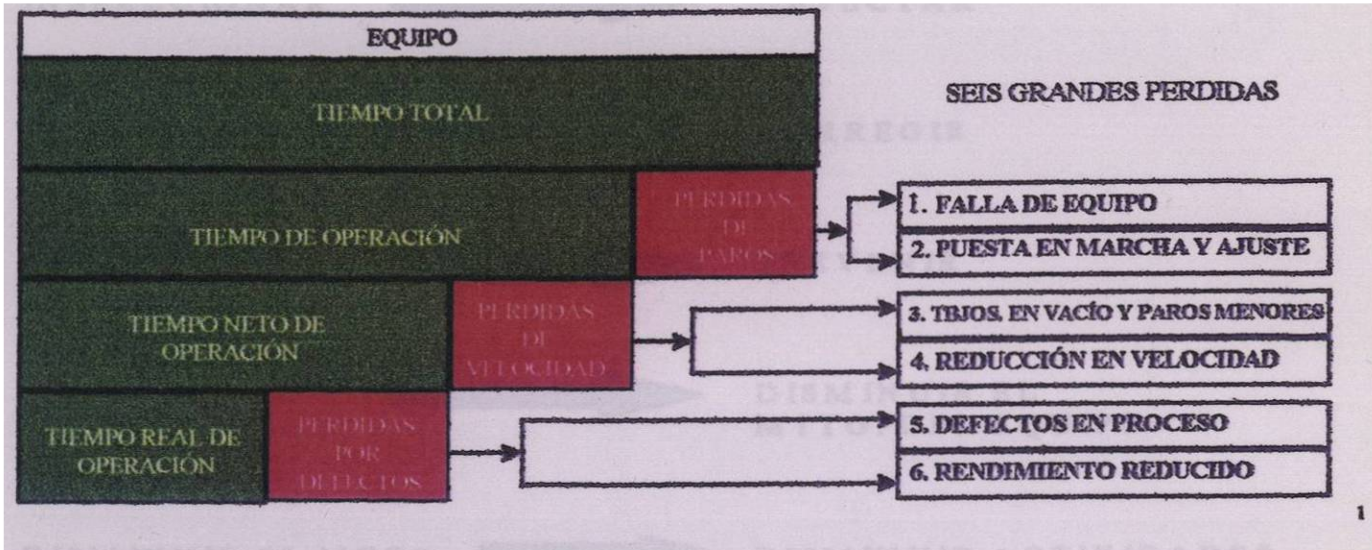 EQUIPO
TIEMPO TOTAL
SEIS GRANDES PERDIDAS
TIEMPO DE OPERACIÓN
PERDIDAS
DE
PAROS
1. FALLA DE EQUIPO
2. PUESTA EN MARCHA Y AJUSTE
TIEMPO NETO DE
OPERACIÓN
PERDIDAS
DE
VELOCIDAD
3. TBJOS. EN VACÍO Y PAROS MENORES
4. REDUCCIÓN EN VELOCIDAD
TIEMPO REAL DE
OPERACIÓN
PERDIDAS
POR
DEFECTOS
5. DEFECTOS EN PROCESO
6. RENDIMIENTO REDUCIDO
1